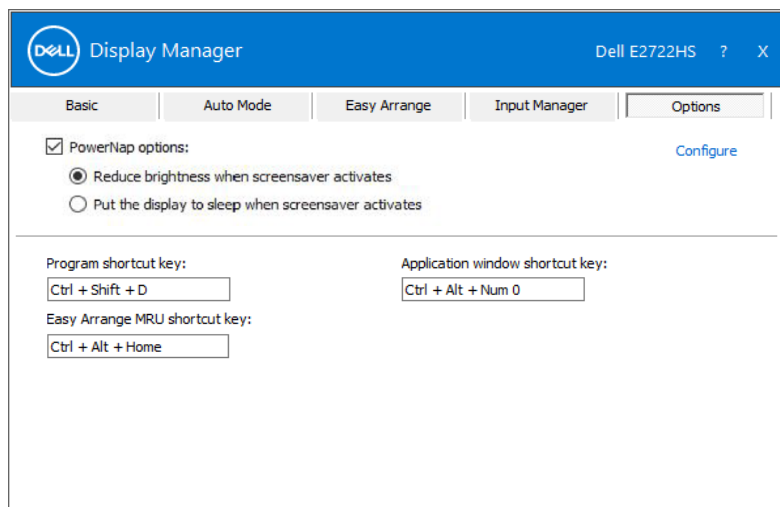 DELL Display Manager Dell E2722HS ? X
Basic Auto Mode Easy Arrange Input Manager Options
PowerNap options: Configure
Reduce brightness when screensaver activates
Put the display to sleep when screensaver activates
Program shortcut key: Application window shortcut key:
Ctrl + Shift + D Ctrl + Alt + Num 0
Easy Arrange MRU shortcut key:
Ctrl + Alt + Home